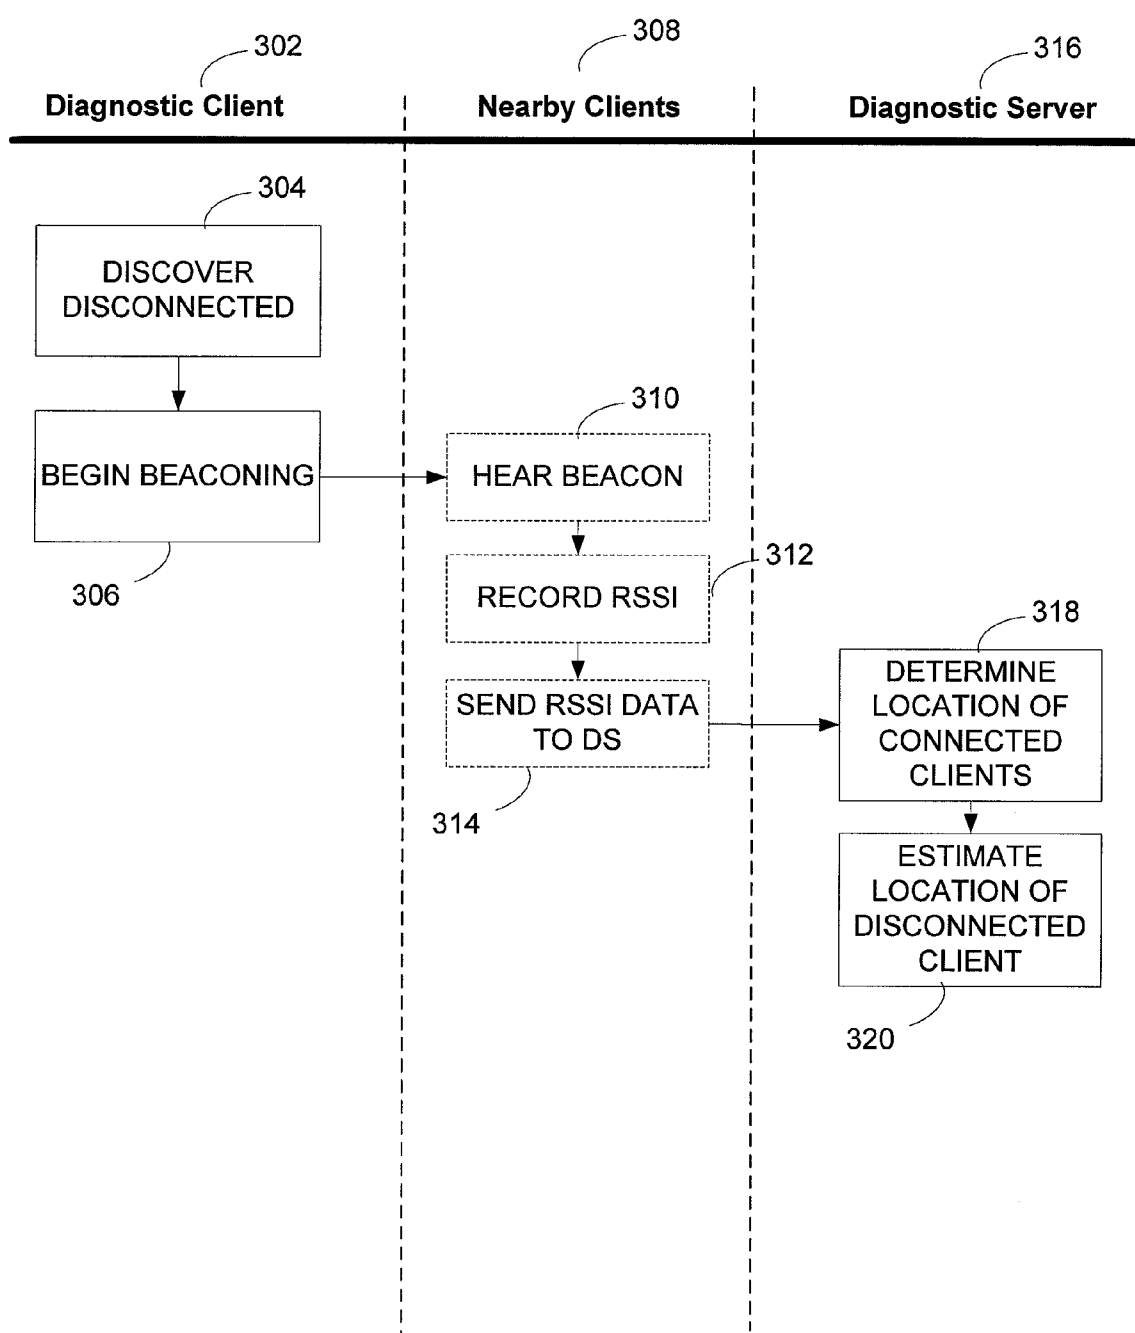 302
308
316
Diagnostic Client
Nearby Clients
Diagnostic Server
304
DISCOVER
DISCONNECTED
BEGIN BEACONING
306
310
HEAR BEACON
312
RECORD RSSI
SEND RSSI DATA
TO DS
314
318
DETERMINE
LOCATION OF
CONNECTED
CLIENTS
ESTIMATE
LOCATION OF
DISCONNECTED
CLIENT
320